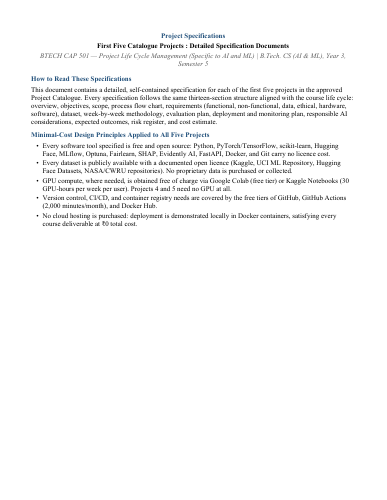 Project Specifications
First Five Catalogue Projects : Detailed Specification Documents
BTECH CAP 501 — Project Life Cycle Management (Specific to AI and ML) | B.Tech. CS (AI & ML), Year 3,
Semester 5
How to Read These Specifications
This document contains a detailed, self-contained specification for each of the first five projects in the approved
Project Catalogue. Every specification follows the same thirteen-section structure aligned with the course life cycle:
overview, objectives, scope, process flow chart, requirements (functional, non-functional, data, ethical, hardware,
software), dataset, week-by-week methodology, evaluation plan, deployment and monitoring plan, responsible AI
considerations, expected outcomes, risk register, and cost estimate.
Minimal-Cost Design Principles Applied to All Five Projects
• Every software tool specified is free and open source: Python, PyTorch/TensorFlow, scikit-learn, Hugging
Face, MLflow, Optuna, Fairlearn, SHAP, Evidently AI, FastAPI, Docker, and Git carry no licence cost.
• Every dataset is publicly available with a documented open licence (Kaggle, UCI ML Repository, Hugging
Face Datasets, NASA/CWRU repositories). No proprietary data is purchased or collected.
• GPU compute, where needed, is obtained free of charge via Google Colab (free tier) or Kaggle Notebooks (30
GPU-hours per week per user). Projects 4 and 5 need no GPU at all.
• Version control, CI/CD, and container registry needs are covered by the free tiers of GitHub, GitHub Actions
(2,000 minutes/month), and Docker Hub.
• No cloud hosting is purchased: deployment is demonstrated locally in Docker containers, satisfying every
course deliverable at ₹0 total cost.